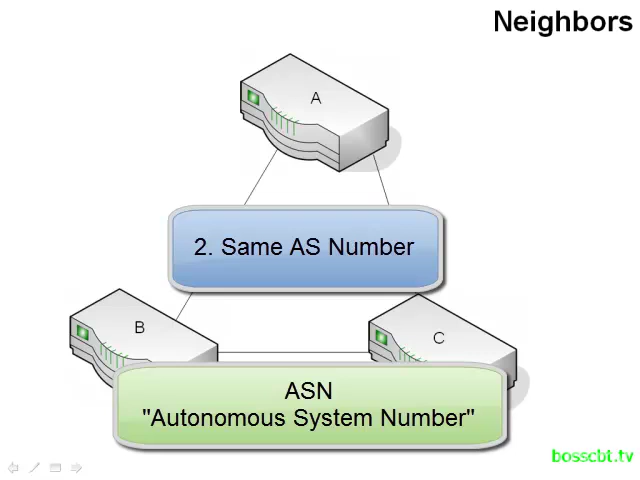 Neighbors
A
2. Same AS Number
B
C
ASN
"Autonomous System Number"
bosscbt.tv